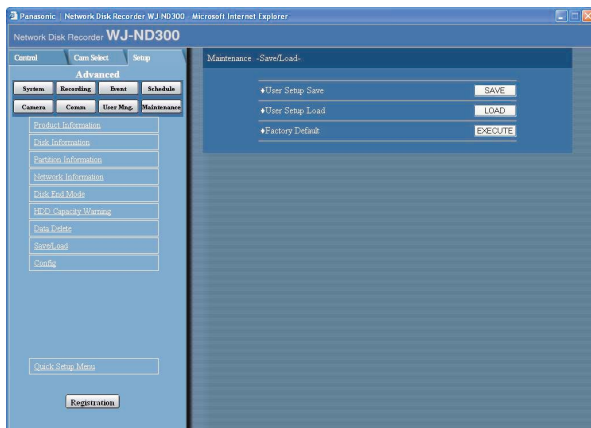 Panasonic Network Disk Recorder WJ-ND300 - Microsoft Internet Explorer
Network Disk Recorder WJ-ND300
Control Cam Select Setup
Advanced
System Recording Event Schedule
Camera Comm User Mng. Maintenance
Product Information
Disk Information
Partition Information
Network Information
Disk End Mode
HDD Capacity Warning
Data Delete
Save/Load
Config
Quick Setup Menu
Registration
Maintenance -Save/Load-
♦User Setup Save SAVE
♦User Setup Load LOAD
♦Factory Default EXECUTE